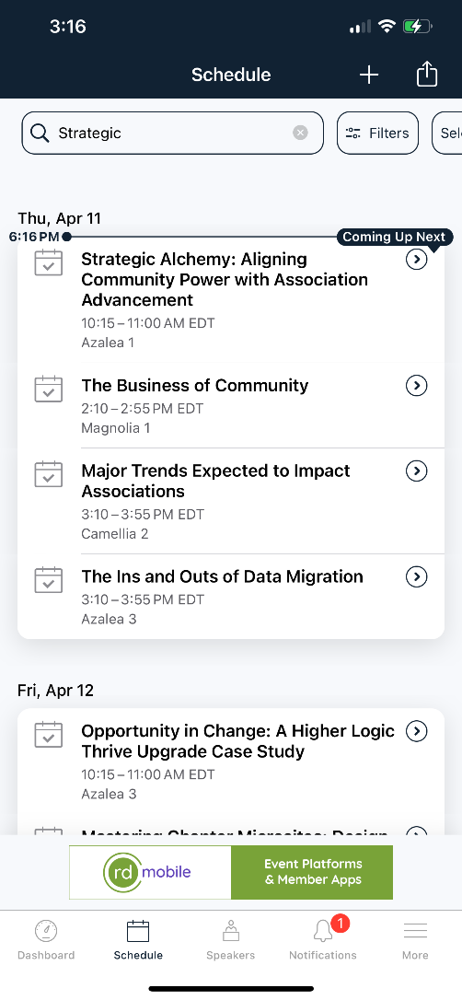 3:16
Schedule
Strategic
Filters
Sel
Thu, Apr 11
6:16 PM
Coming Up Next
Strategic Alchemy: Aligning
Community Power with Association
Advancement
10:15 – 11:00 AM EDT
Azalea 1
The Business of Community
2:10 – 2:55 PM EDT
Magnolia 1
Major Trends Expected to Impact
Associations
3:10 – 3:55 PM EDT
Camellia 2
The Ins and Outs of Data Migration
3:10 – 3:55 PM EDT
Azalea 3
Fri, Apr 12
Opportunity in Change: A Higher Logic
Thrive Upgrade Case Study
10:15 – 11:00 AM EDT
Azalea 3
Mastering Chapter Microsites: Design
rd mobile
Event Platforms
& Member Apps
1
Dashboard
Schedule
Speakers
Notifications
More